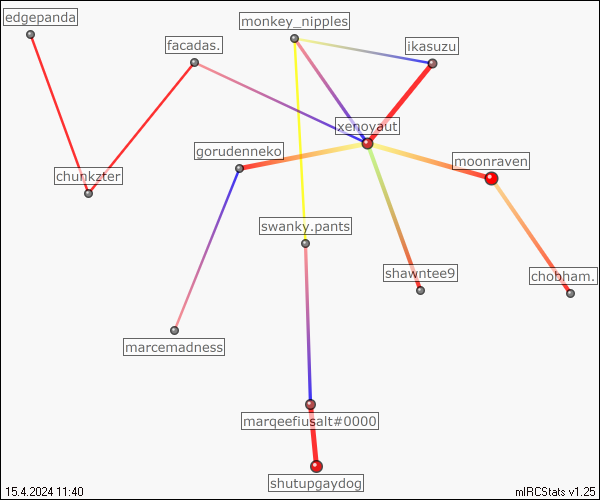 edgepanda
monkey_nipples
facadas.
ikasuzu
xenoyaut
gorudenneko
moonraven
chunkzter
swanky.pants
shawntee9
chobham.
marcemadness
marqeefiusalt#0000
shutupgaydog
15.4.2024 11:40
mIRCStats v1.25